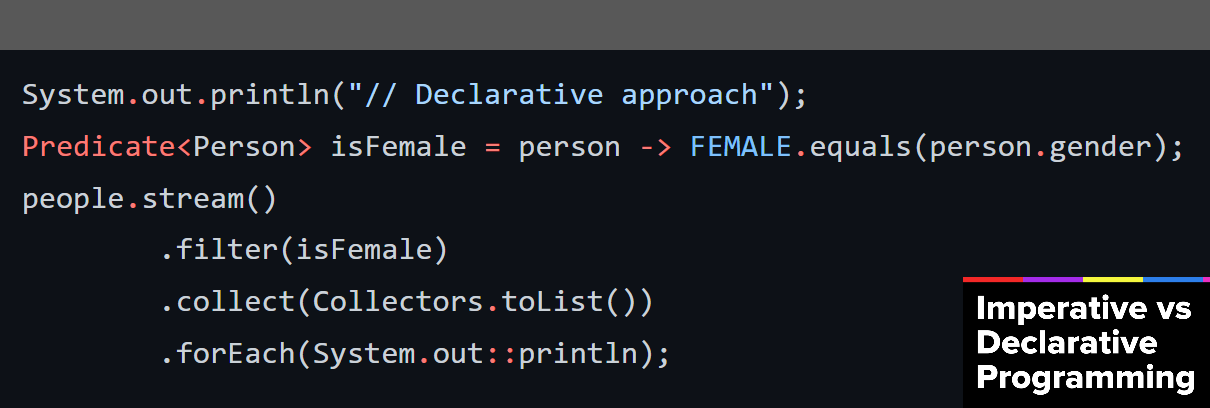 System.out.println("// Declarative approach");
Predicate<Person> isFemale = person -> FEMALE.equals(person.gender);
people.stream()
.filter(isFemale)
.collect(Collectors.toList())
.forEach(System.out::println);
Imperative vs
Declarative
Programming